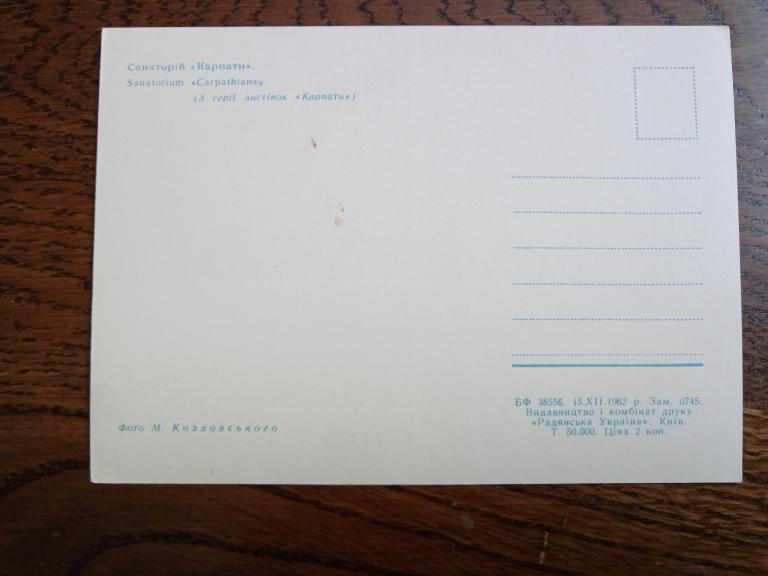 Санаторій «Карпати».
Sanatorium «Carpathians».
(З серії листівок «Карпати»)
БФ 38556. 15.XII.1962 р. Зам. 0745.
Видавництво і комбінат друку
«Радянська Україна». Київ.
Т. 50.000. Ціна 2 коп.
Фото М. Козловського